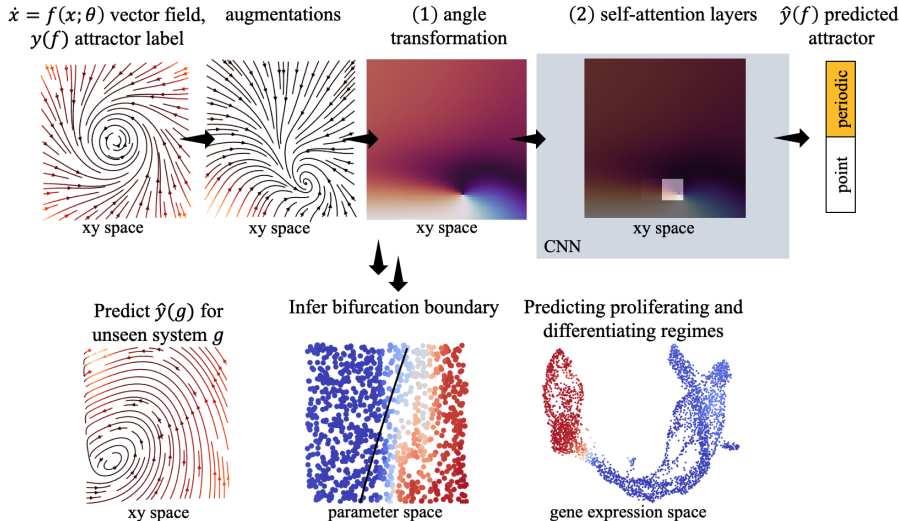 ẋ = f(x; θ) vector field,
y(f) attractor label
augmentations
(1) angle
transformation
(2) self-attention layers
ŷ(f) predicted
attractor
periodic
point
xy space
xy space
xy space
CNN
Predict ŷ(g) for
unseen system g
Infer bifurcation boundary
Predicting proliferating and
differentiating regimes
xy space
parameter space
gene expression space